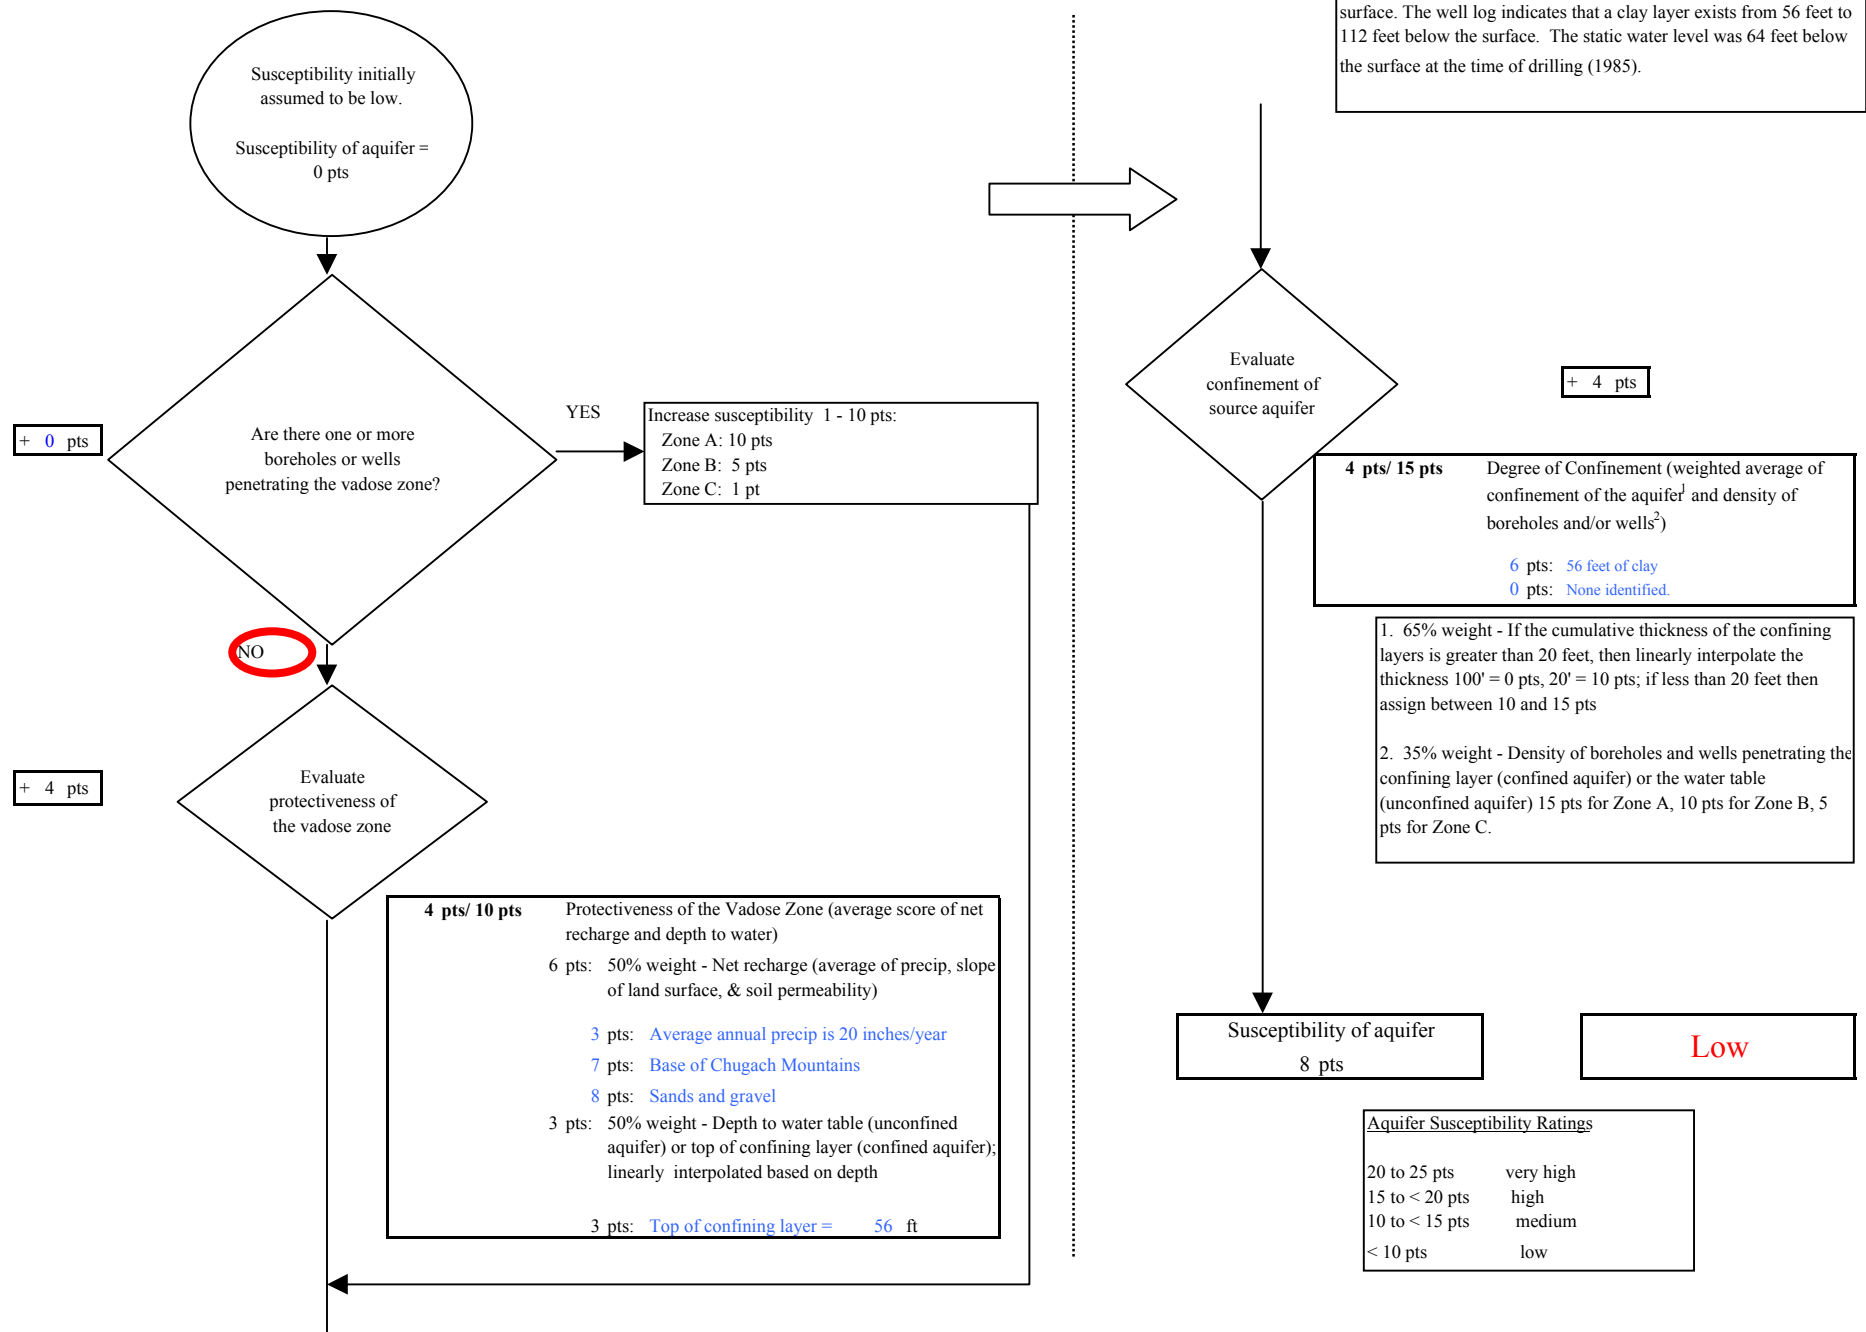 Susceptibility initially
assumed to be low.
Susceptibility of aquifer =
0 pts
+ 0 pts
Are there one or more
boreholes or wells
penetrating the vadose zone?
YES
Increase susceptibility 1 - 10 pts:
Zone A: 10 pts
Zone B: 5 pts
Zone C: 1 pt
NO
+ 4 pts
Evaluate
protectiveness of
the vadose zone
4 pts/ 10 pts Protectiveness of the Vadose Zone (average score of net
recharge and depth to water)
6 pts: 50% weight - Net recharge (average of precip, slope
of land surface, & soil permeability)
3 pts: Average annual precip is 20 inches/year
7 pts: Base of Chugach Mountains
8 pts: Sands and gravel
3 pts: 50% weight - Depth to water table (unconfined
aquifer) or top of confining layer (confined aquifer);
linearly interpolated based on depth
3 pts: Top of confining layer = 56 ft
surface. The well log indicates that a clay layer exists from 56 feet to
112 feet below the surface. The static water level was 64 feet below
the surface at the time of drilling (1985).
Evaluate
confinement of
source aquifer
+ 4 pts
4 pts/ 15 pts Degree of Confinement (weighted average of
confinement of the aquifer1 and density of
boreholes and/or wells2)
6 pts: 56 feet of clay
0 pts: None identified.
1. 65% weight - If the cumulative thickness of the confining
layers is greater than 20 feet, then linearly interpolate the
thickness 100' = 0 pts, 20' = 10 pts; if less than 20 feet then
assign between 10 and 15 pts
2. 35% weight - Density of boreholes and wells penetrating the
confining layer (confined aquifer) or the water table
(unconfined aquifer) 15 pts for Zone A, 10 pts for Zone B, 5
pts for Zone C.
Susceptibility of aquifer
8 pts
Low
Aquifer Susceptibility Ratings
20 to 25 pts very high
15 to < 20 pts high
10 to < 15 pts medium
< 10 pts low